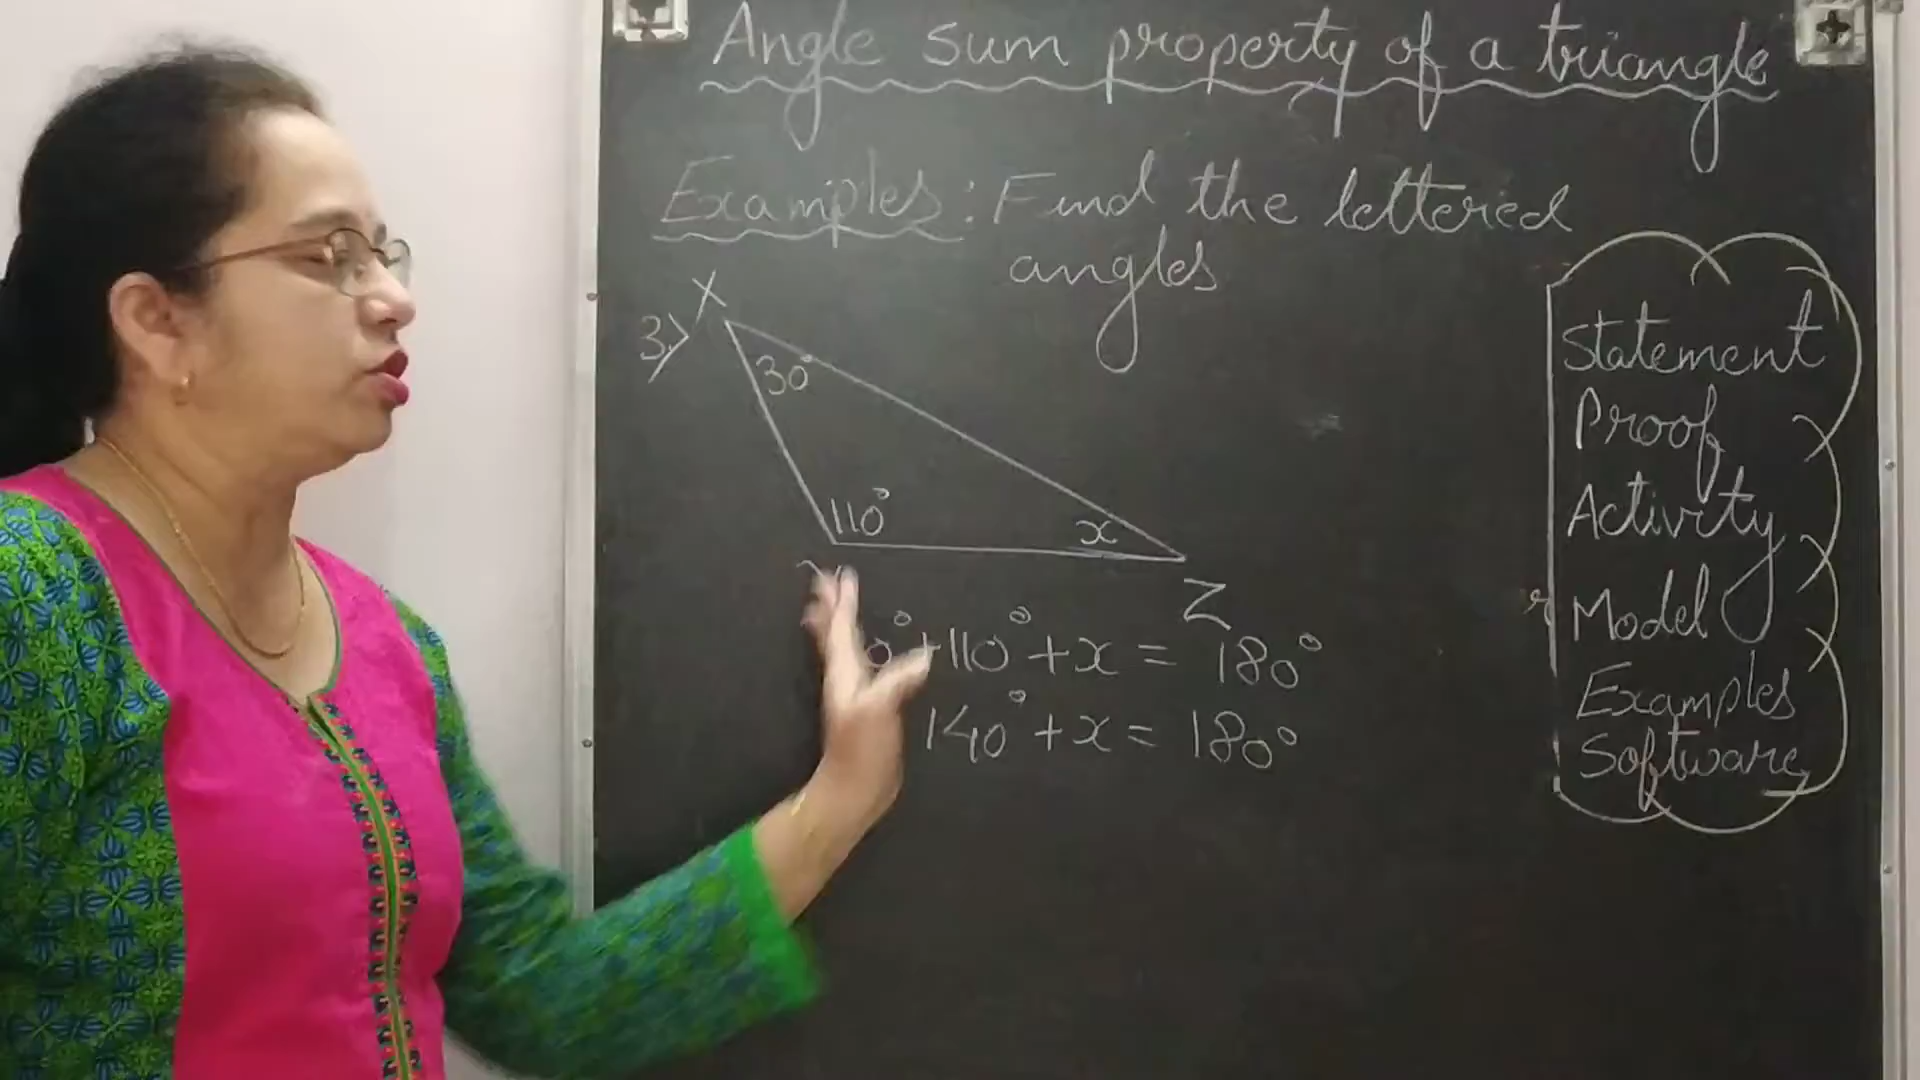 Angle sum property of a triangle
Examples: Find the lettered
angles
3)
X
30°
110°
x
Z
0°+110°+x = 180°
140°+x = 180°
Statement
Proof
Activity
Model
Examples
Software